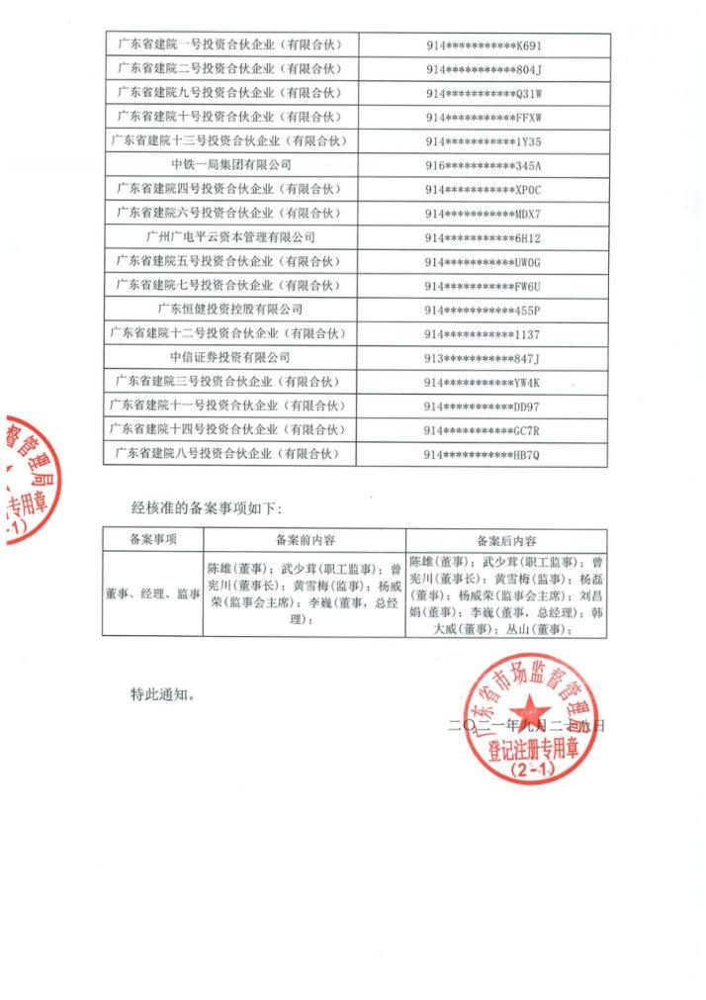 广东省建院一号投资合伙企业（有限合伙） 914***********K691
广东省建院二号投资合伙企业（有限合伙） 914***********804J
广东省建院九号投资合伙企业（有限合伙） 914***********Q31W
广东省建院十号投资合伙企业（有限合伙） 914***********FFXW
广东省建院十三号投资合伙企业（有限合伙） 914***********1Y35
中铁一局集团有限公司 916***********345A
广东省建院四号投资合伙企业（有限合伙） 914***********XP0C
广东省建院六号投资合伙企业（有限合伙） 914***********MDX7
广州广电平云资本管理有限公司 914***********6H12
广东省建院五号投资合伙企业（有限合伙） 914***********UW0G
广东省建院七号投资合伙企业（有限合伙） 914***********FW6U
广东恒健投资控股有限公司 914***********455P
广东省建院十二号投资合伙企业（有限合伙） 914***********1137
中信证券投资有限公司 913***********847J
广东省建院三号投资合伙企业（有限合伙） 914***********YW4K
广东省建院十一号投资合伙企业（有限合伙） 914***********DD97
广东省建院十四号投资合伙企业（有限合伙） 914***********GC7R
广东省建院八号投资合伙企业（有限合伙） 914***********HB7Q
督管理局
专用章
-1)
经核准的备案事项如下：
备案事项 备案前内容 备案后内容
董事、经理、监事
陈雄(董事)；武少茸(职工监事)；曾
宪川(董事长)；黄雪梅(监事)；杨威
荣(监事会主席)；李巍(董事，总经
理)；
陈雄(董事)；武少茸(职工监事)；曾
宪川(董事长)；黄雪梅(监事)；杨磊
(董事)；杨威荣(监事会主席)；刘昌
娟(董事)；李巍(董事，总经理)；韩
大威(董事)；丛山(董事)；
特此通知。
广东省市场监督管理局
二〇二一年九月二十八日
登记注册专用章
(2-1)